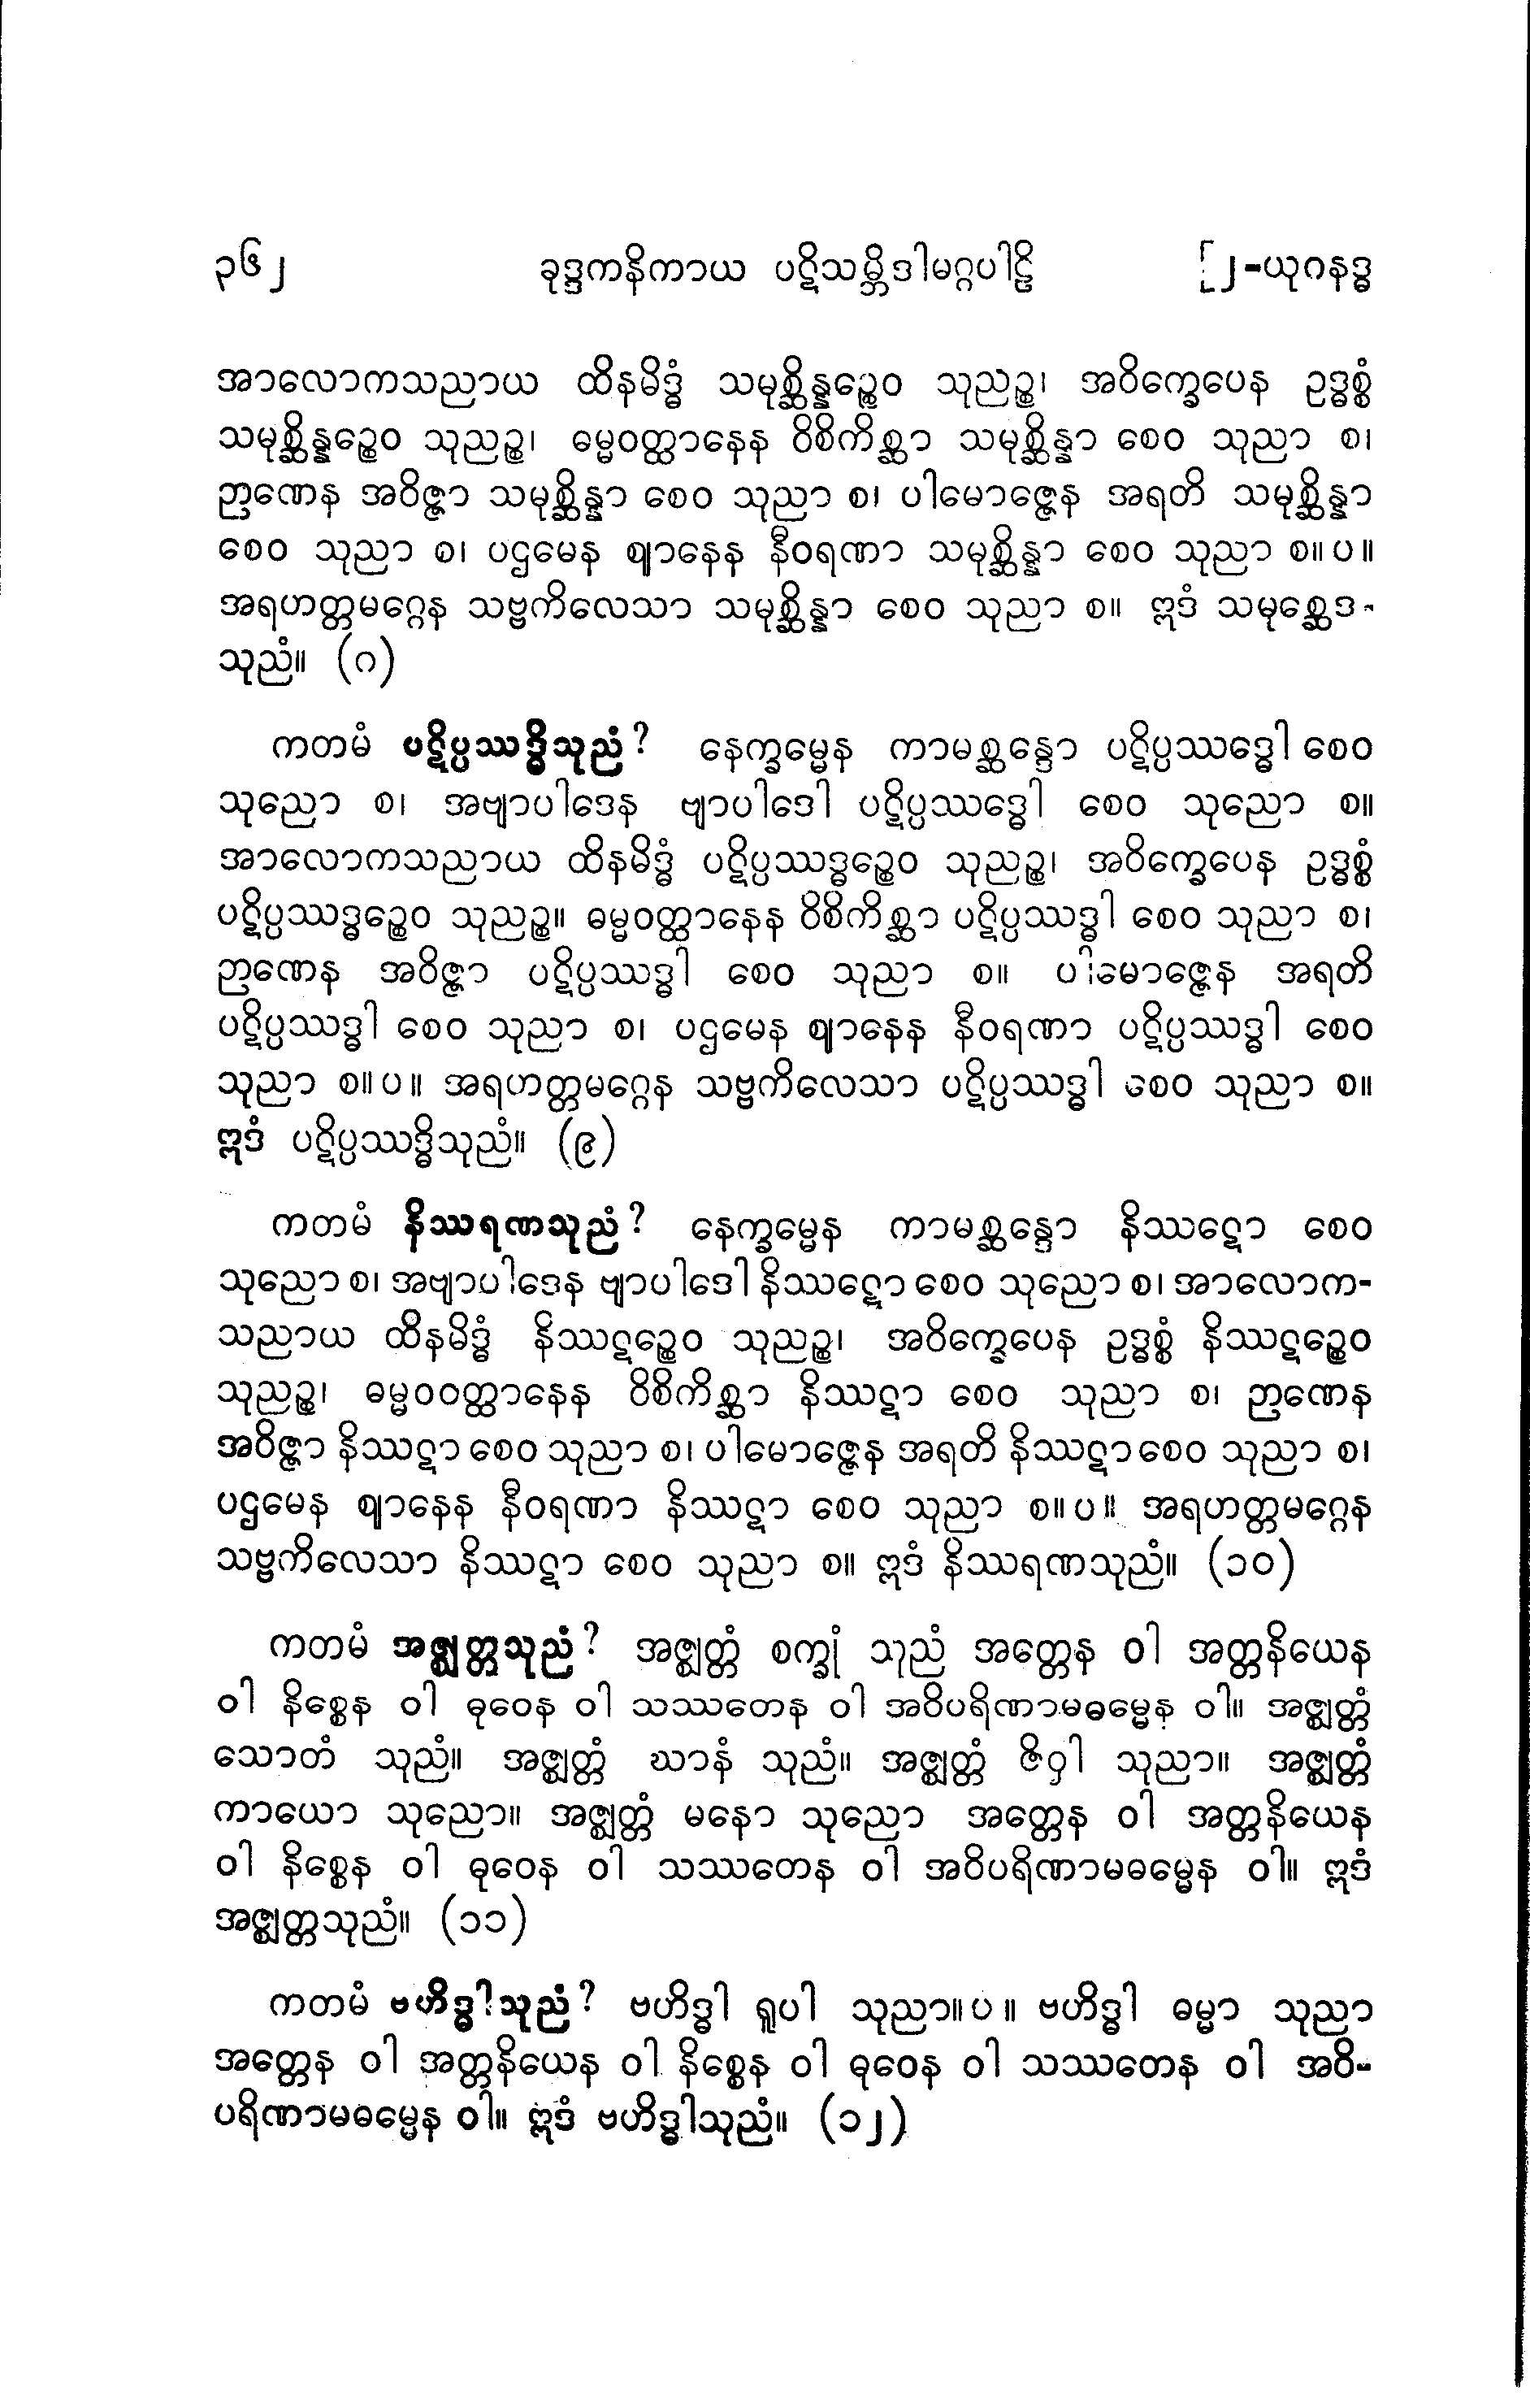 ၃၆၂ ခုဒ္ဒကနိကာယ ပဋိသမ္ဘိဒါမဂ္ဂပါဠိ [၂-ယုဂနဒ္ဓ
အာလောကသညာယ ထိနမိဒ္ဓံ သမုစ္ဆိန္နဉ္စေဝ သုညဉ္စ၊ အဝိက္ခေပေန ဥဒ္ဓစ္စံ
သမုစ္ဆိန္နဉ္စေဝ သုညဉ္စ၊ ဓမ္မဝတ္ထာနေန ဝိစိကိစ္ဆာ သမုစ္ဆိန္နာ စေဝ သုညာ စ၊
ဉာဏေန အဝိဇ္ဇာ သမုစ္ဆိန္နာ စေဝ သုညာ စ၊ ပါမောဇ္ဇေန အရတိ သမုစ္ဆိန္နာ
စေဝ သုညာ စ၊ ပဌမေန ဈာနေန နီဝရဏာ သမုစ္ဆိန္နာ စေဝ သုညာ စ။ပ။
အရဟတ္တမဂ္ဂေန သဗ္ဗကိလေသာ သမုစ္ဆိန္နာ စေဝ သုညာ စ။ ဣဒံ သမုစ္ဆေဒ-
သုညံ။ (ဂ)
ကတမံ ပဋိပ္ပဿဒ္ဓိသုညံ? နေက္ခမ္မေန ကာမစ္ဆန္ဒော ပဋိပ္ပဿဒ္ဓေါ စေဝ
သုညော စ၊ အဗျာပါဒေန ဗျာပါဒေါ ပဋိပ္ပဿဒ္ဓေါ စေဝ သုညော စ။
အာလောကသညာယ ထိနမိဒ္ဓံ ပဋိပ္ပဿဒ္ဓဉ္စေဝ သုညဉ္စ၊ အဝိက္ခေပေန ဥဒ္ဓစ္စံ
ပဋိပ္ပဿဒ္ဓဉ္စေဝ သုညဉ္စ။ ဓမ္မဝတ္ထာနေန ဝိစိကိစ္ဆာ ပဋိပ္ပဿဒ္ဓါ စေဝ သုညာ စ၊
ဉာဏေန အဝိဇ္ဇာ ပဋိပ္ပဿဒ္ဓါ စေဝ သုညာ စ။ ပါမောဇ္ဇေန အရတိ
ပဋိပ္ပဿဒ္ဓါ စေဝ သုညာ စ၊ ပဌမေန ဈာနေန နီဝရဏာ ပဋိပ္ပဿဒ္ဓါ စေဝ
သုညာ စ။ပ။ အရဟတ္တမဂ္ဂေန သဗ္ဗကိလေသာ ပဋိပ္ပဿဒ္ဓါ စေဝ သုညာ စ။
ဣဒံ ပဋိပ္ပဿဒ္ဓိသုညံ။ (၉)
ကတမံ နိဿရဏသုညံ? နေက္ခမ္မေန ကာမစ္ဆန္ဒော နိဿဋော စေဝ
သုညော စ၊ အဗျာပါဒေန ဗျာပါဒေါ နိဿဋော စေဝ သုညော စ၊ အာလောက-
သညာယ ထိနမိဒ္ဓံ နိဿဋဉ္စေဝ သုညဉ္စ၊ အဝိက္ခေပေန ဥဒ္ဓစ္စံ နိဿဋဉ္စေဝ
သုညဉ္စ၊ ဓမ္မဝဝတ္ထာနေန ဝိစိကိစ္ဆာ နိဿဋာ စေဝ သုညာ စ၊ ဉာဏေန
အဝိဇ္ဇာ နိဿဋာ စေဝ သုညာ စ၊ ပါမောဇ္ဇေန အရတိ နိဿဋာ စေဝ သုညာ စ၊
ပဌမေန ဈာနေန နီဝရဏာ နိဿဋာ စေဝ သုညာ စ။ပ။ အရဟတ္တမဂ္ဂေန
သဗ္ဗကိလေသာ နိဿဋာ စေဝ သုညာ စ။ ဣဒံ နိဿရဏသုညံ။ (၁၀)
ကတမံ အဇ္ဈတ္တသုညံ? အဇ္ဈတ္တံ စက္ခုံ သုညံ အတ္တေန ဝါ အတ္တနိယေန
ဝါ နိစ္စေန ဝါ ဓုဝေန ဝါ သဿတေန ဝါ အဝိပရိဏာမဓမ္မေန ဝါ။ အဇ္ဈတ္တံ
သောတံ သုညံ။ အဇ္ဈတ္တံ ဃာနံ သုညံ။ အဇ္ဈတ္တံ ဇိဝှါ သုညာ။ အဇ္ဈတ္တံ
ကာယော သုညော။ အဇ္ဈတ္တံ မနော သုညော အတ္တေန ဝါ အတ္တနိယေန
ဝါ နိစ္စေန ဝါ ဓုဝေန ဝါ သဿတေန ဝါ အဝိပရိဏာမဓမ္မေန ဝါ။ ဣဒံ
အဇ္ဈတ္တသုညံ။ (၁၁)
ကတမံ ဗဟိဒ္ဓါသုညံ? ဗဟိဒ္ဓါ ရူပါ သုညာ။ပ။ ဗဟိဒ္ဓါ ဓမ္မာ သုညာ
အတ္တေန ဝါ အတ္တနိယေန ဝါ နိစ္စေန ဝါ ဓုဝေန ဝါ သဿတေန ဝါ အဝိ-
ပရိဏာမဓမ္မေန ဝါ။ ဣဒံ ဗဟိဒ္ဓါသုညံ။ (၁၂)